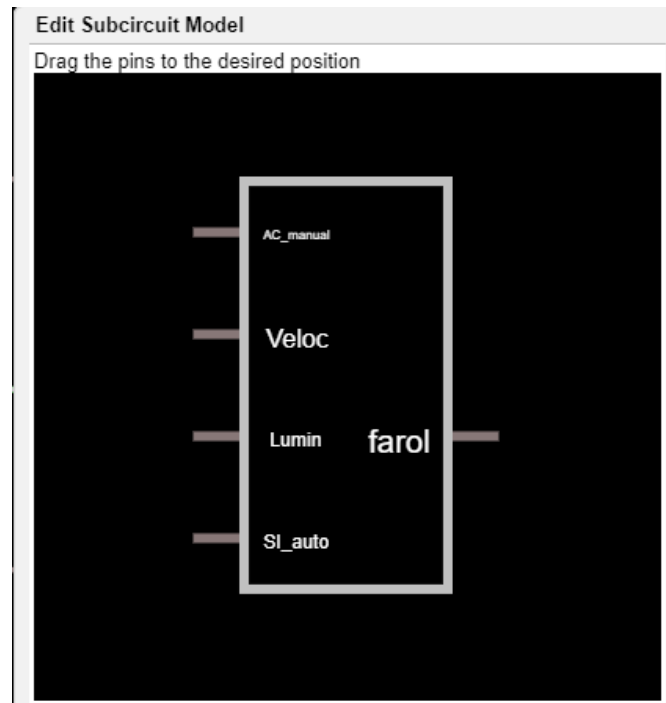 Edit Subcircuit Model
Drag the pins to the desired position
AC_manual
Veloc
Lumin
farol
SI_auto